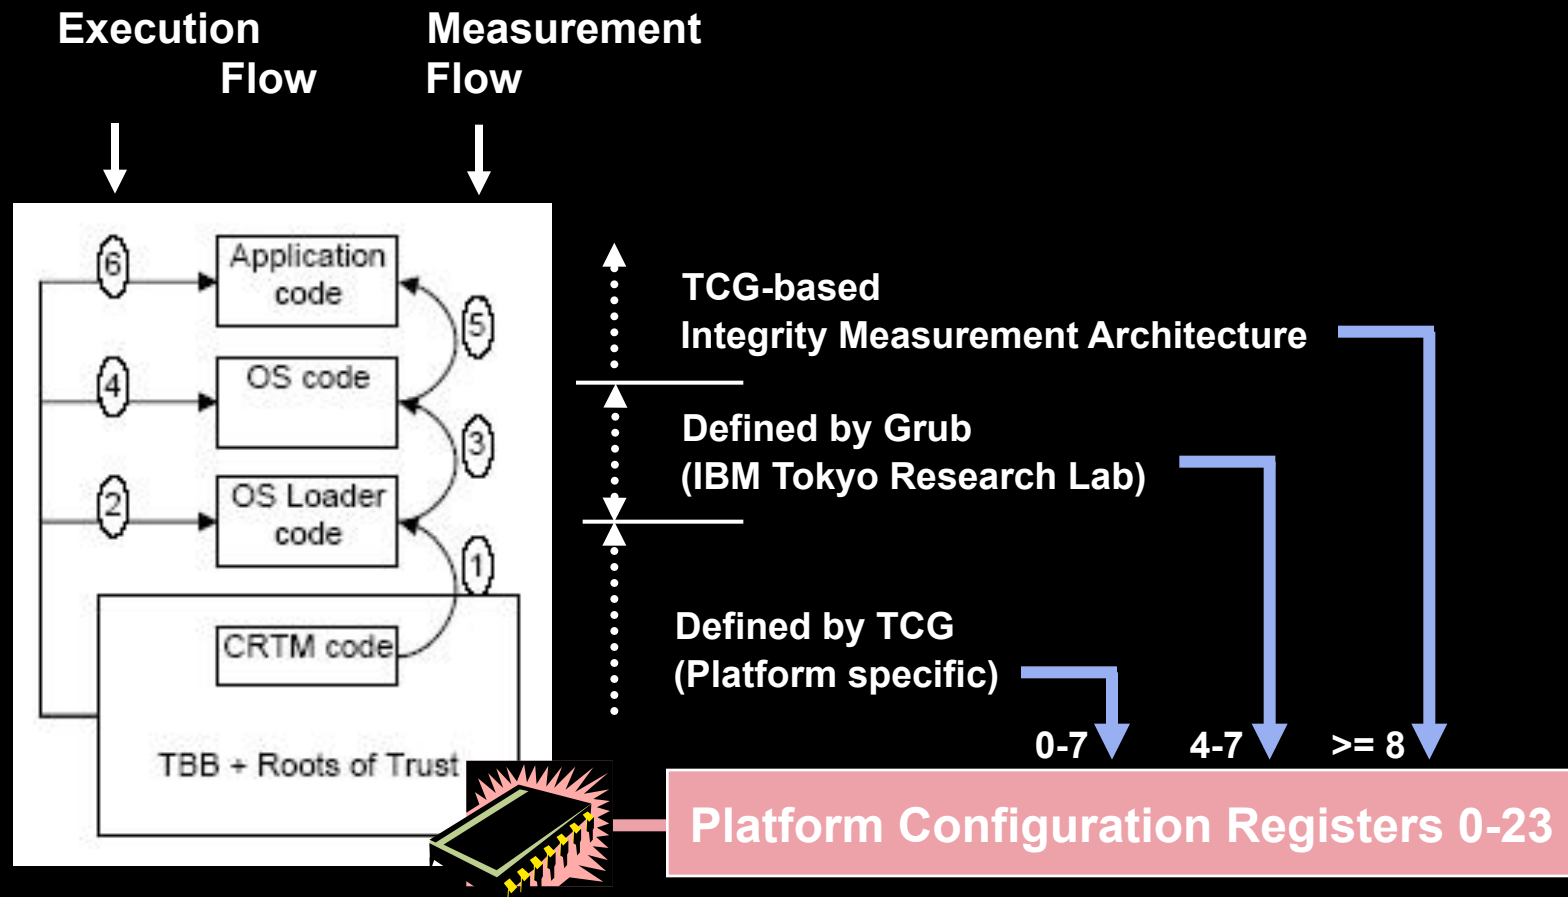 Execution
Flow
Measurement
Flow
6
Application
code
5
4
OS code
3
2
OS Loader
code
1
CRTM code
TBB + Roots of Trust
TCG-based
Integrity Measurement Architecture
Defined by Grub
(IBM Tokyo Research Lab)
Defined by TCG
(Platform specific)
0-7
4-7
>= 8
Platform Configuration Registers 0-23